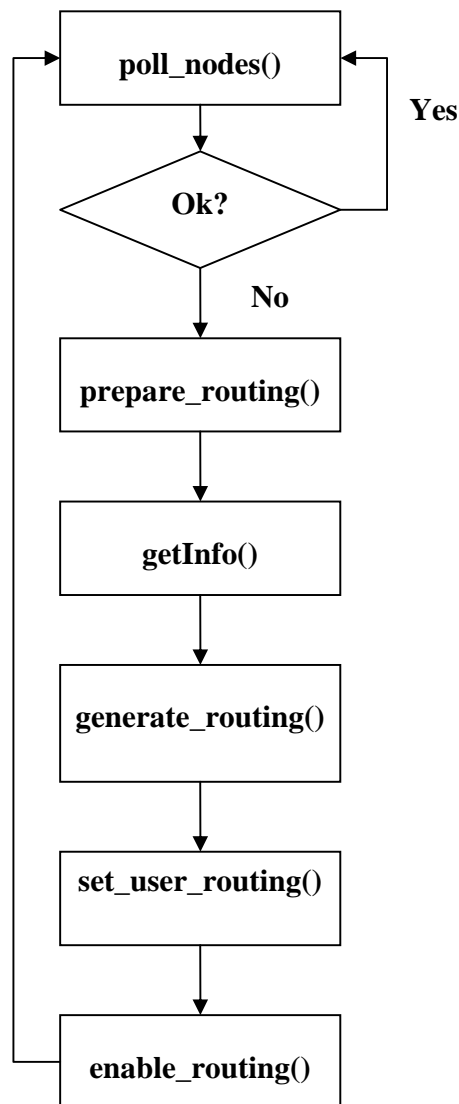 poll_nodes()
Yes
Ok?
No
prepare_routing()
getInfo()
generate_routing()
set_user_routing()
enable_routing()